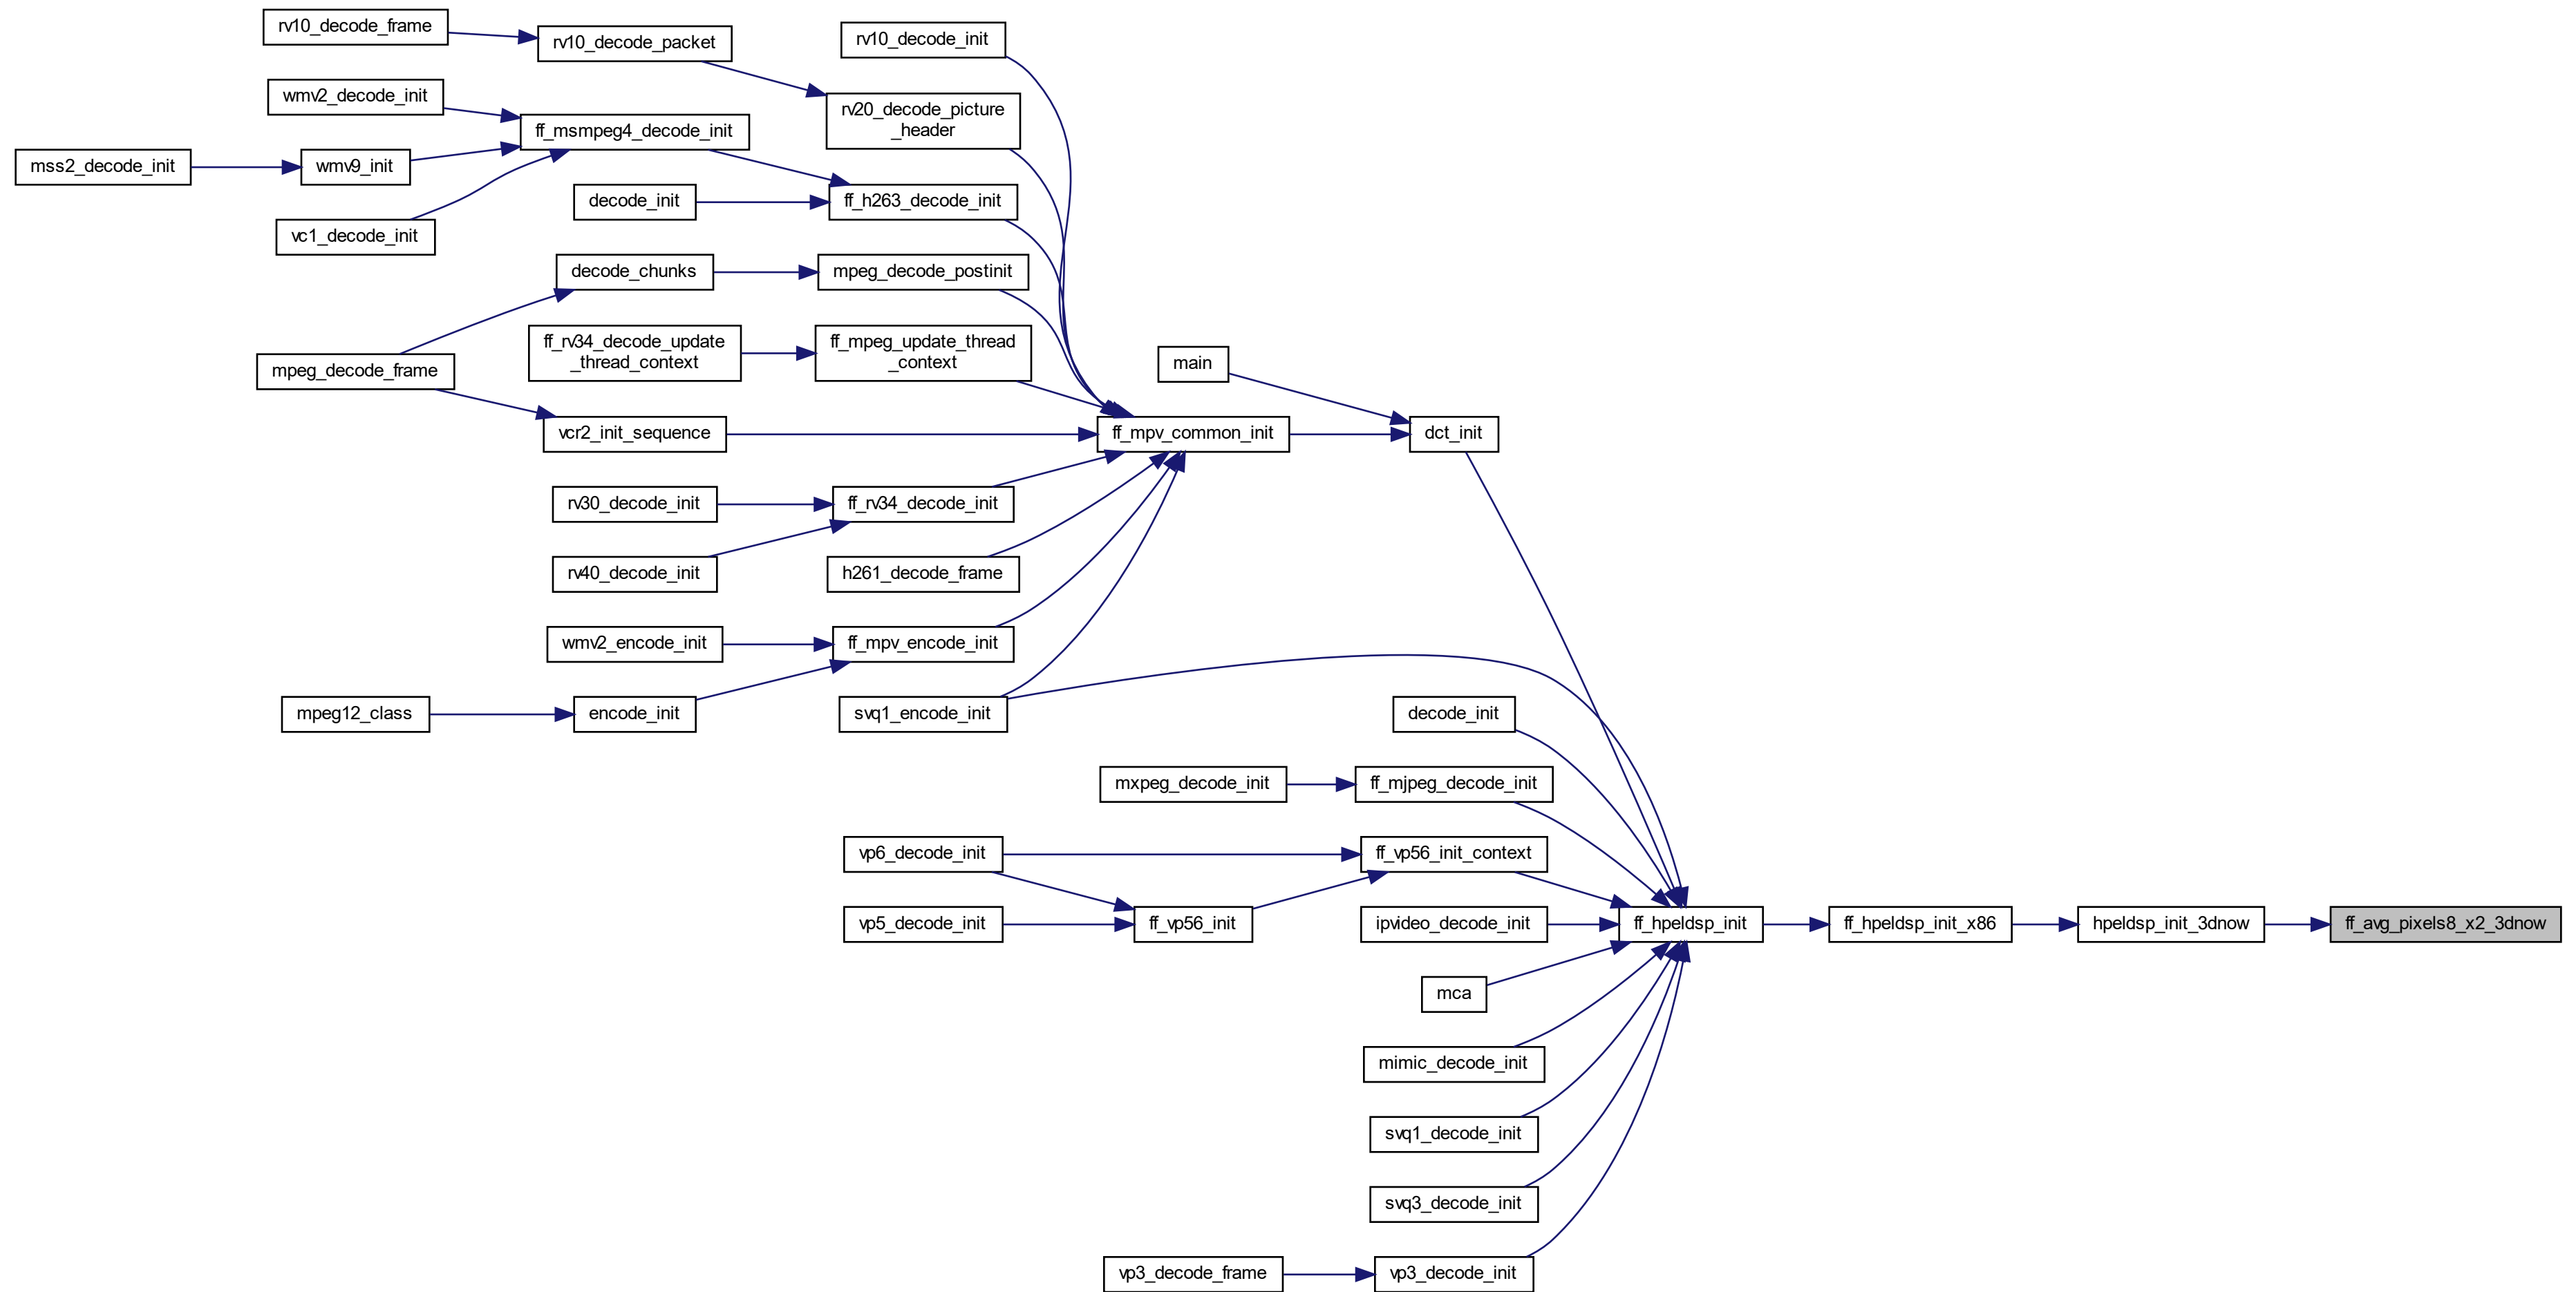 rv10_decode_frame
rv10_decode_packet
rv10_decode_init
wmv2_decode_init
rv20_decode_picture
_header
ff_msmpeg4_decode_init
mss2_decode_init
wmv9_init
decode_init
ff_h263_decode_init
vc1_decode_init
decode_chunks
mpeg_decode_postinit
ff_rv34_decode_update
_thread_context
ff_mpeg_update_thread
_context
main
mpeg_decode_frame
vcr2_init_sequence
ff_mpv_common_init
dct_init
rv30_decode_init
ff_rv34_decode_init
rv40_decode_init
h261_decode_frame
wmv2_encode_init
ff_mpv_encode_init
mpeg12_class
encode_init
svq1_encode_init
decode_init
mxpeg_decode_init
ff_mjpeg_decode_init
vp6_decode_init
ff_vp56_init_context
vp5_decode_init
ff_vp56_init
ipvideo_decode_init
ff_hpeldsp_init
ff_hpeldsp_init_x86
hpeldsp_init_3dnow
ff_avg_pixels8_x2_3dnow
mca
mimic_decode_init
svq1_decode_init
svq3_decode_init
vp3_decode_frame
vp3_decode_init